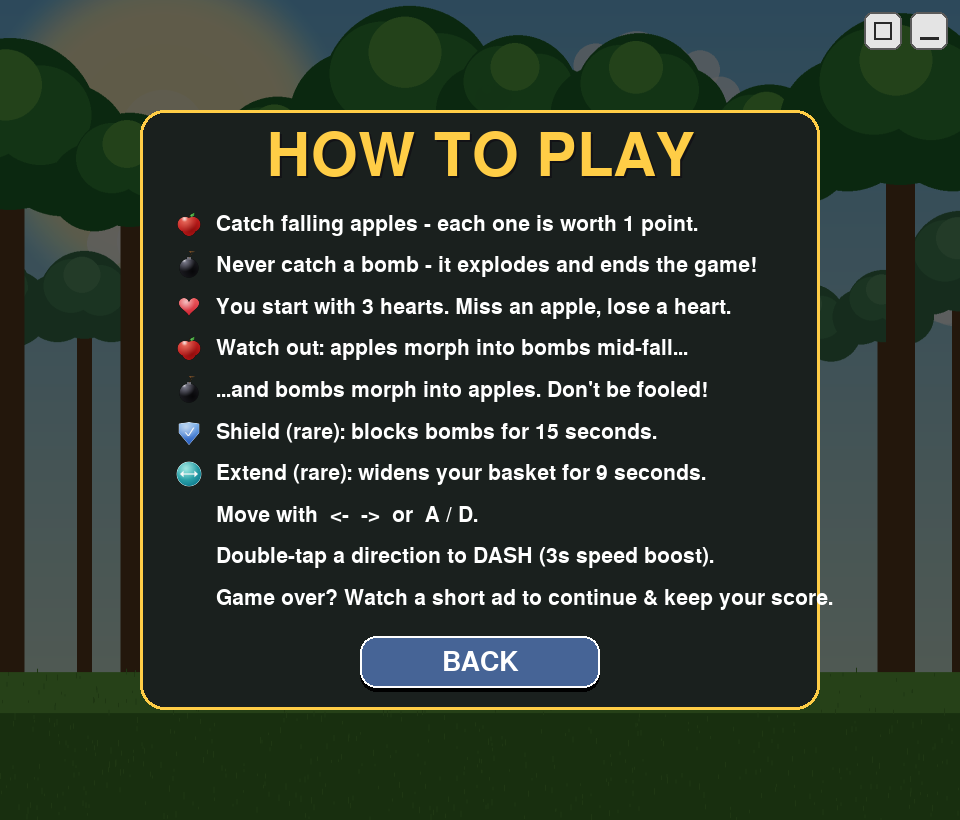 HOW TO PLAY
Catch falling apples - each one is worth 1 point.
Never catch a bomb - it explodes and ends the game!
You start with 3 hearts. Miss an apple, lose a heart.
Watch out: apples morph into bombs mid-fall...
...and bombs morph into apples. Don't be fooled!
Shield (rare): blocks bombs for 15 seconds.
Extend (rare): widens your basket for 9 seconds.
Move with <- -> or A / D.
Double-tap a direction to DASH (3s speed boost).
Game over? Watch a short ad to continue & keep your score.
BACK